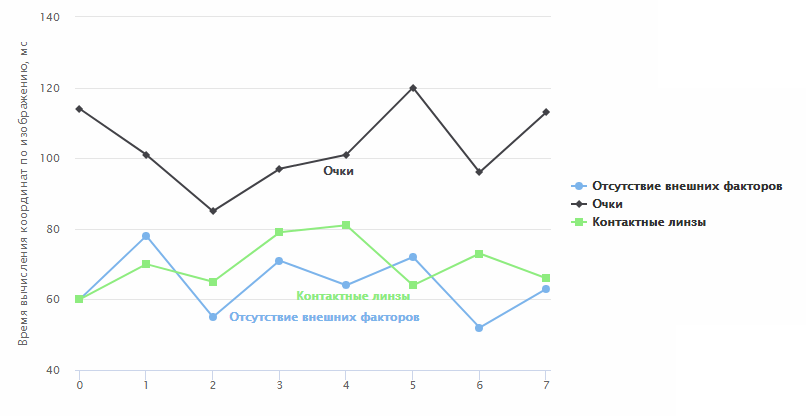 140
120
100
80
60
40
Время вычисления координат по изображению, мс
Очки
Контактные линзы
Отсутствие внешних факторов
0 1 2 3 4 5 6 7
Отсутствие внешних факторов
Очки
Контактные линзы